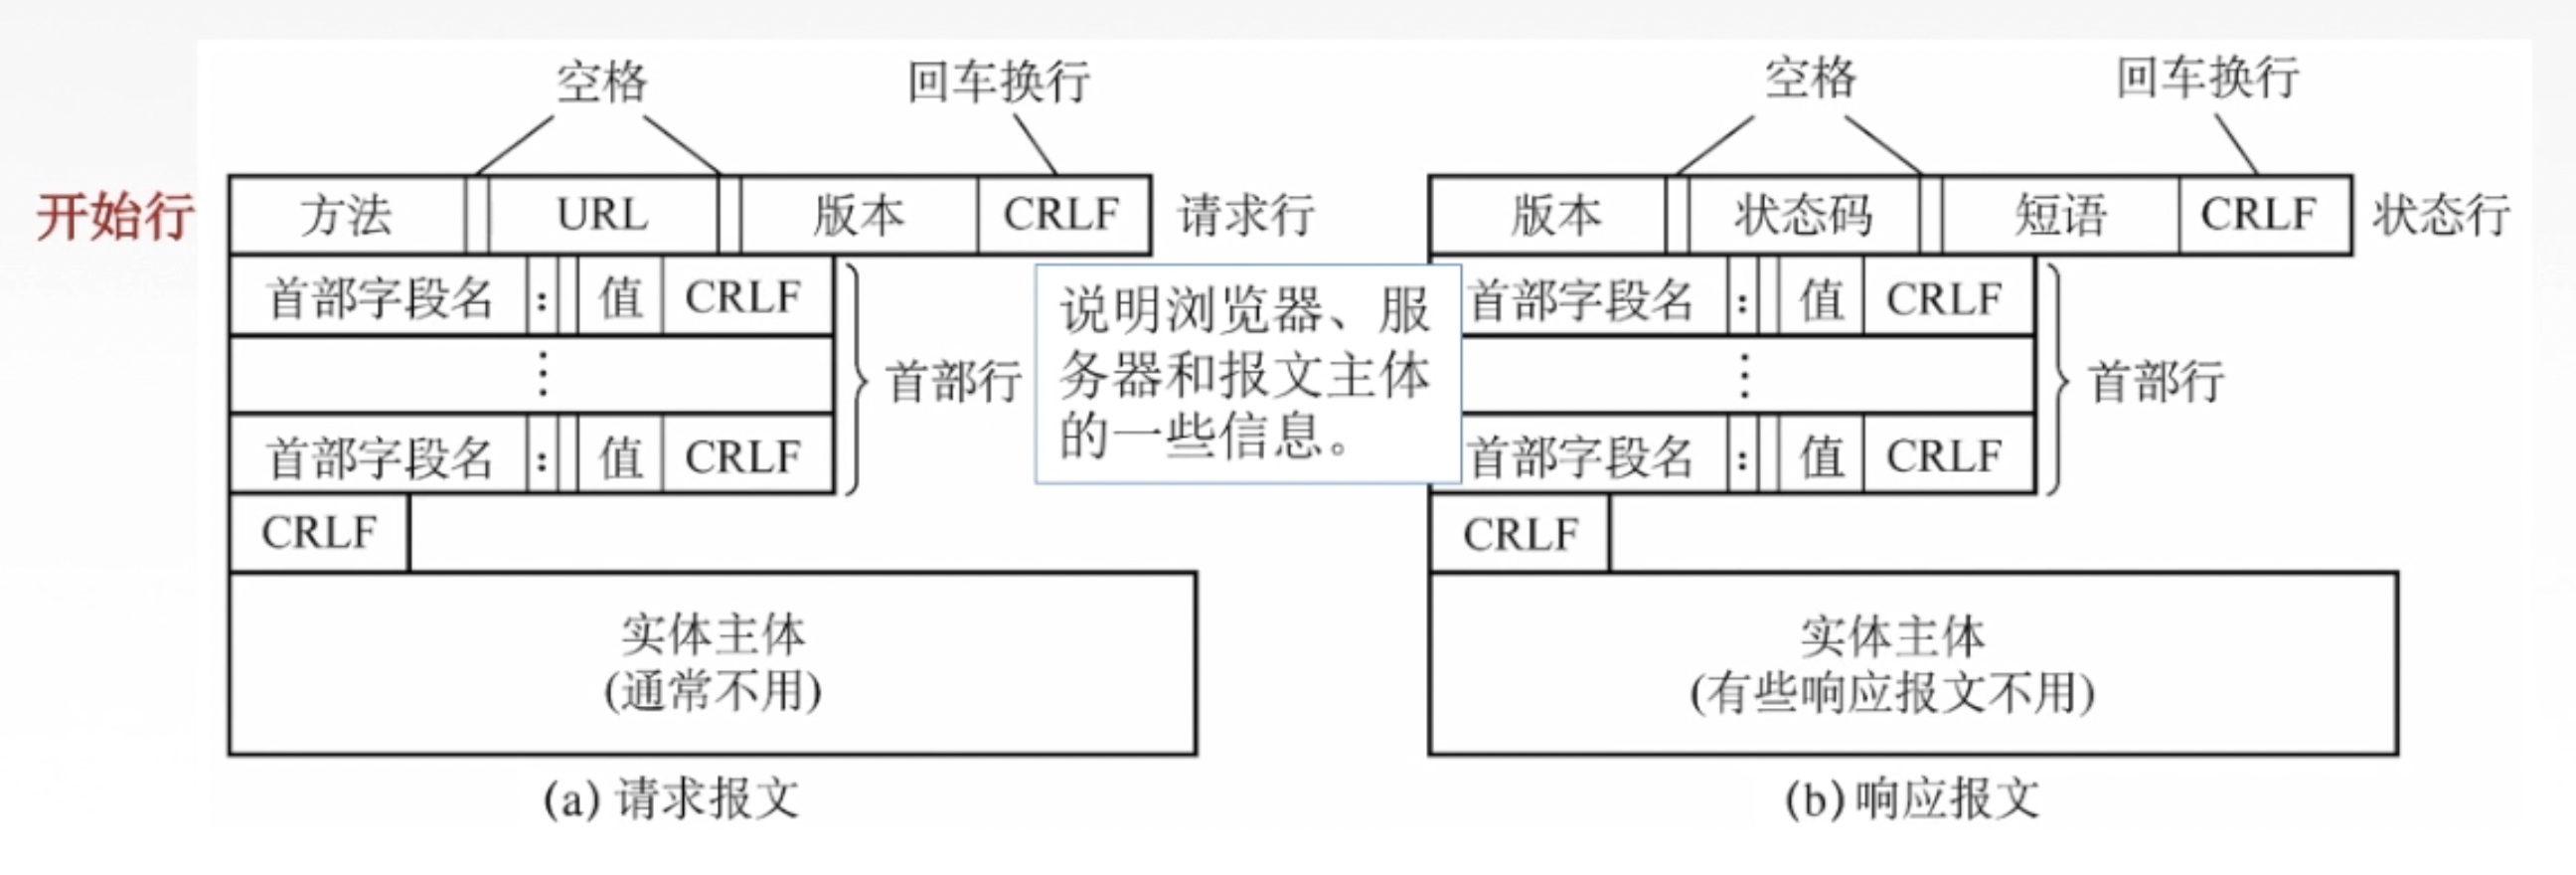 空格
回车换行
开始行
方法 URL 版本 CRLF 请求行
首部字段名 : 值 CRLF
⋮
首部字段名 : 值 CRLF
首部行
CRLF
实体主体
(通常不用)
(a) 请求报文
说明浏览器、服
务器和报文主体
的一些信息。
空格
回车换行
版本 状态码 短语 CRLF 状态行
首部字段名 : 值 CRLF
⋮
首部字段名 : 值 CRLF
首部行
CRLF
实体主体
(有些响应报文不用)
(b) 响应报文